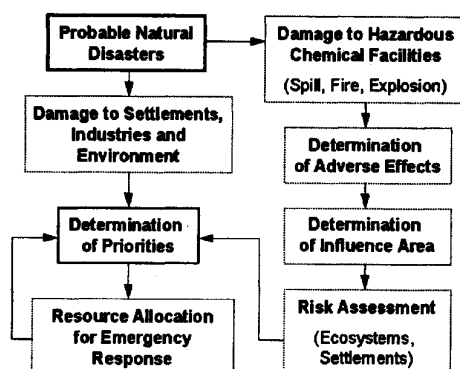 Probable Natural
Disasters
Damage to Hazardous
Chemical Facilities
(Spill, Fire, Explosion)
Damage to Settlements,
Industries and
Environment
Determination
of Adverse Effects
Determination
of Priorities
Determination
of Influence Area
Resource Allocation
for Emergency
Response
Risk Assessment
(Ecosystems,
Settlements)